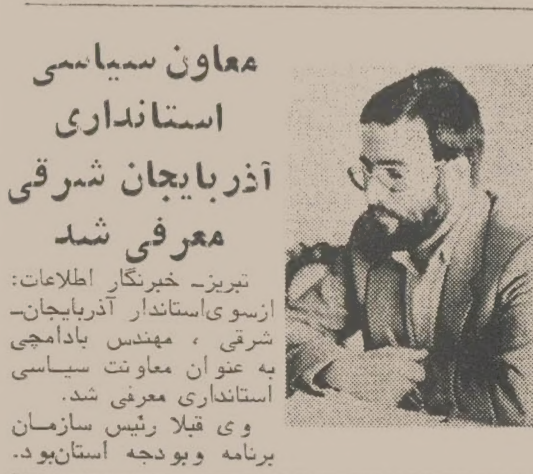 معاون سیاسی
استانداری
آذربایجان شرقی
معرفی شد
تبریز ـ خبرنگار اطلاعات:
ازسوی‌استاندار آذربایجان‌ـ
شرقی ، مهندس بادامچی
به عنوان معاونت سیاسی
استانداری معرفی شد.
وی قبلا رئیس سازمان
برنامه وبودجه استان‌بود.